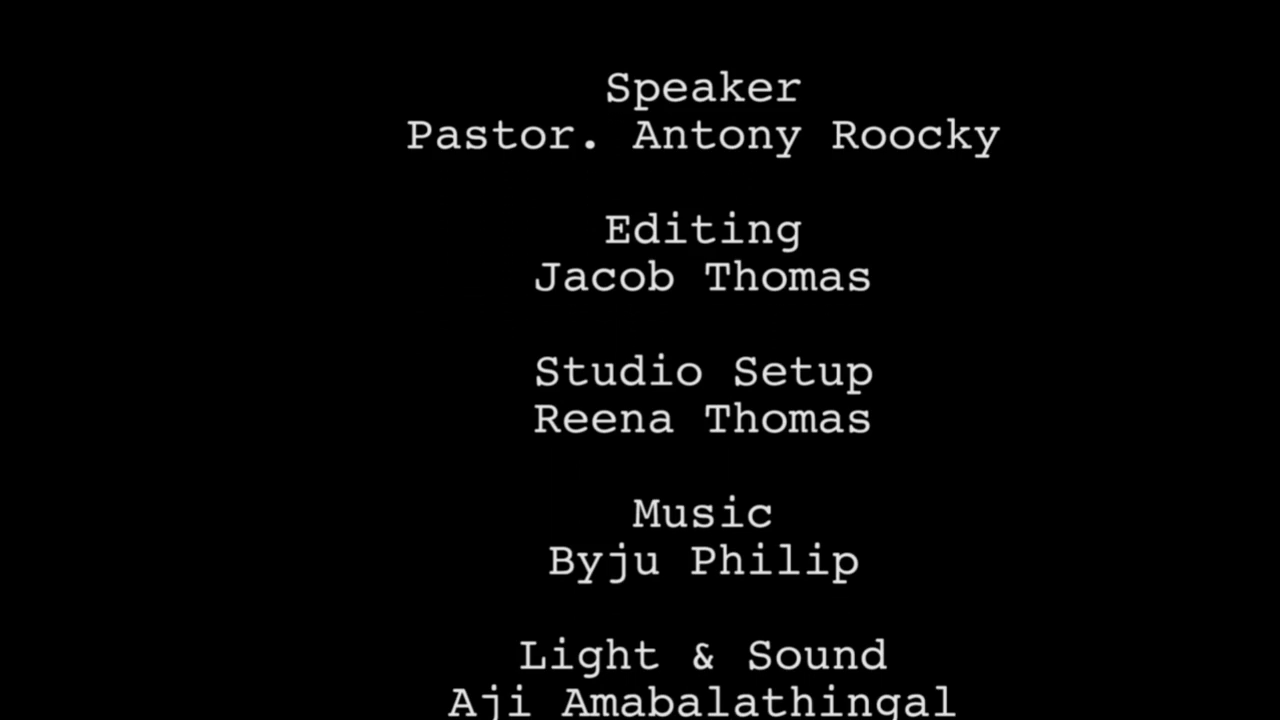 Speaker
Pastor. Antony Roocky
Editing
Jacob Thomas
Studio Setup
Reena Thomas
Music
Byju Philip
Light & Sound
Aji Amabalathingal